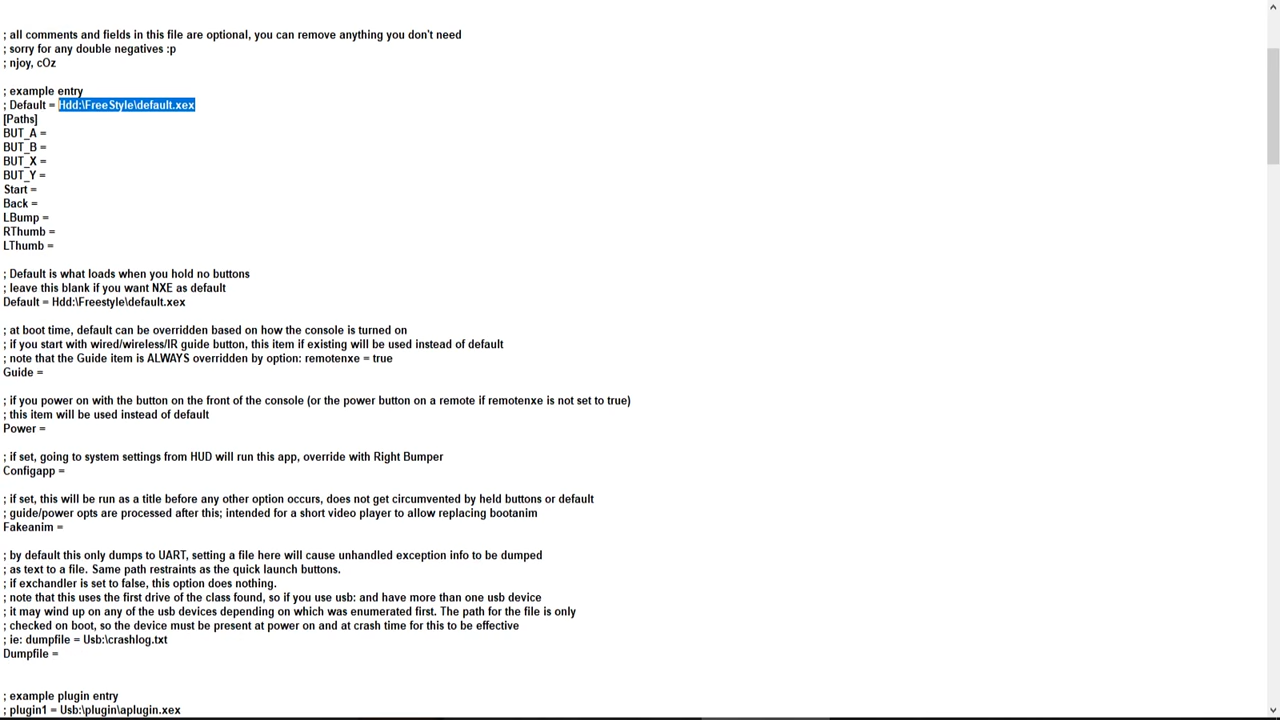 ; all comments and fields in this file are optional, you can remove anything you don't need
; sorry for any double negatives :p
; njoy, cOz
; example entry
; Default = Hdd:\FreeStyle\default.xex
[Paths]
BUT_A =
BUT_B =
BUT_X =
BUT_Y =
Start =
Back =
LBump =
RThumb =
LThumb =
; Default is what loads when you hold no buttons
; leave this blank if you want NXE as default
Default = Hdd:\Freestyle\default.xex
; at boot time, default can be overridden based on how the console is turned on
; if you start with wired/wireless/IR guide button, this item if existing will be used instead of default
; note that the Guide item is ALWAYS overridden by option: remotenxe = true
Guide =
; if you power on with the button on the front of the console (or the power button on a remote if remotenxe is not set to true)
; this item will be used instead of default
Power =
; if set, going to system settings from HUD will run this app, override with Right Bumper
Configapp =
; if set, this will be run as a title before any other option occurs, does not get circumvented by held buttons or default
; guide/power opts are processed after this; intended for a short video player to allow replacing bootanim
Fakeanim =
; by default this only dumps to UART, setting a file here will cause unhandled exception info to be dumped
; as text to a file. Same path restraints as the quick launch buttons.
; if exchandler is set to false, this option does nothing.
; note that this uses the first drive of the class found, so if you use usb: and have more than one usb device
; it may wind up on any of the usb devices depending on which was enumerated first. The path for the file is only
; checked on boot, so the device must be present at power on and at crash time for this to be effective
; ie: dumpfile = Usb:\crashlog.txt
Dumpfile =
; example plugin entry
; plugin1 = Usb:\plugin\aplugin.xex